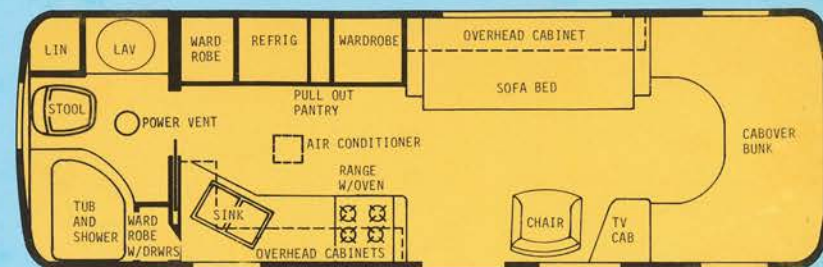 LIN
LAV
WARD
ROBE
REFRIG
WARDROBE
OVERHEAD CABINET
SOFA BED
PULL OUT
PANTRY
STOOL
POWER VENT
AIR CONDITIONER
CABOVER
BUNK
RANGE
W/OVEN
TUB
AND
SHOWER
WARD
ROBE
W/DRWRS
SINK
OVERHEAD CABINETS
CHAIR
TV
CAB